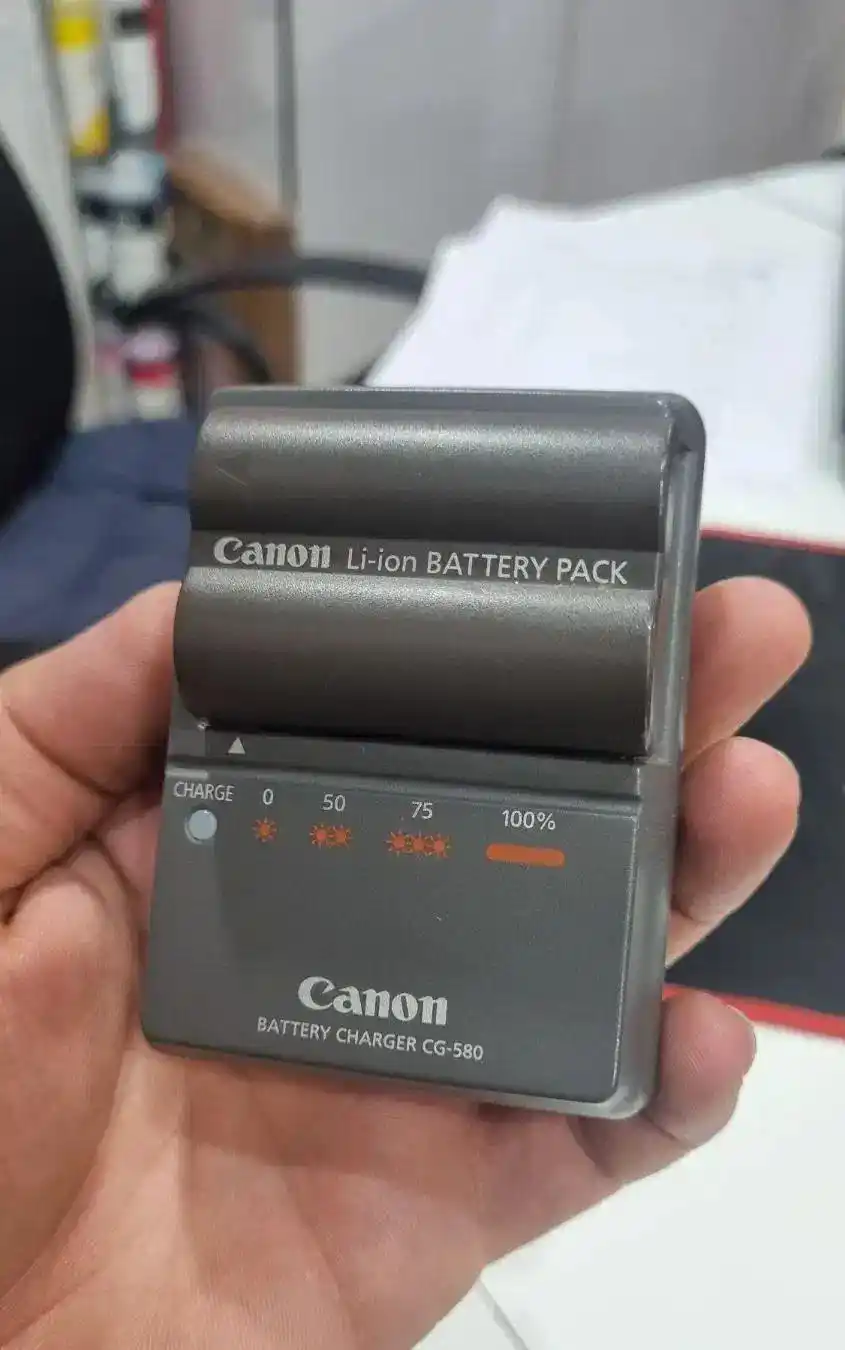 Canon Li-ion BATTERY PACK
CHARGE 0 50 75 100%
Canon
BATTERY CHARGER CG-580